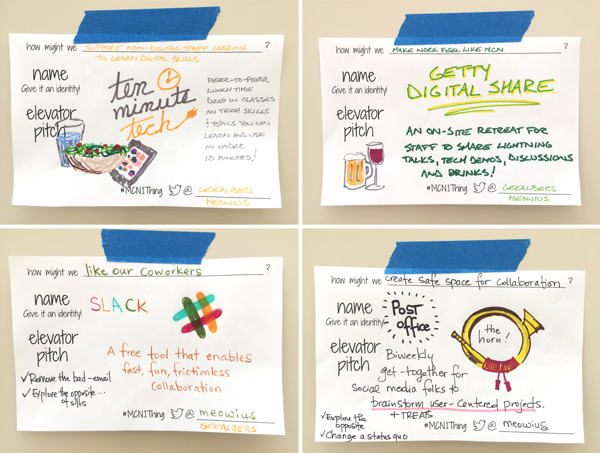 how might we SUPPORT NON-DIGITAL STAFF LOOKING ?
TO LEARN DIGITAL SKILLS
name
Give it an identity!
ten
minute
tech
elevator
pitch
PEER-TO-PEER,
LUNCH TIME
DROP IN CLASSES
ON TECH SKILLS
& TOPICS YOU CAN
LEARN AND USE
IN UNDER
10 MINUTES!
#MCN1Thing @ GEEALBERS
MEOWIUS
how might we MAKE WORK FEEL LIKE MCN ?
name
Give it an identity!
GETTY
DIGITAL SHARE
elevator
pitch
AN ON-SITE RETREAT FOR
STAFF TO SHARE LIGHTNING
TALKS, TECH DEMOS, DISCUSSIONS
AND DRINKS!
#MCN1Thing @ GEEALBERS
MEOWIUS
how might we like our coworkers ?
name
Give it an identity!
SLACK
elevator
pitch
A free tool that enables
fast, fun, frictionless
collaboration
✓ Remove the bad - email
✓ Explore the opposite...
of silos
#MCN1Thing @ meowius
GEEALBERS
how might we create safe space for collaboration ?
name
Give it an identity!
POST
office
the
horn!
elevator
pitch
Biweekly
get-together for
social media folks to
brainstorm user-centered projects.
+ TREATS
✓ Explore the
opposite
✓ Change a status quo
#MCN1Thing @ meowius